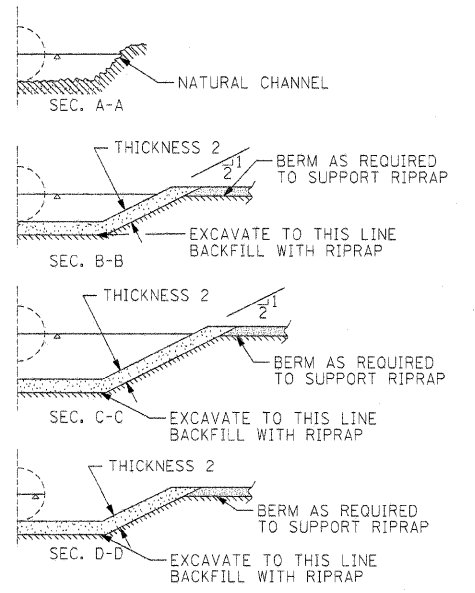 NATURAL CHANNEL
SEC. A-A
THICKNESS 2
1
2
BERM AS REQUIRED
TO SUPPORT RIPRAP
EXCAVATE TO THIS LINE
BACKFILL WITH RIPRAP
SEC. B-B
THICKNESS 2
1
2
BERM AS REQUIRED
TO SUPPORT RIPRAP
SEC. C-C
EXCAVATE TO THIS LINE
BACKFILL WITH RIPRAP
THICKNESS 2
BERM AS REQUIRED
TO SUPPORT RIPRAP
SEC. D-D
EXCAVATE TO THIS LINE
BACKFILL WITH RIPRAP